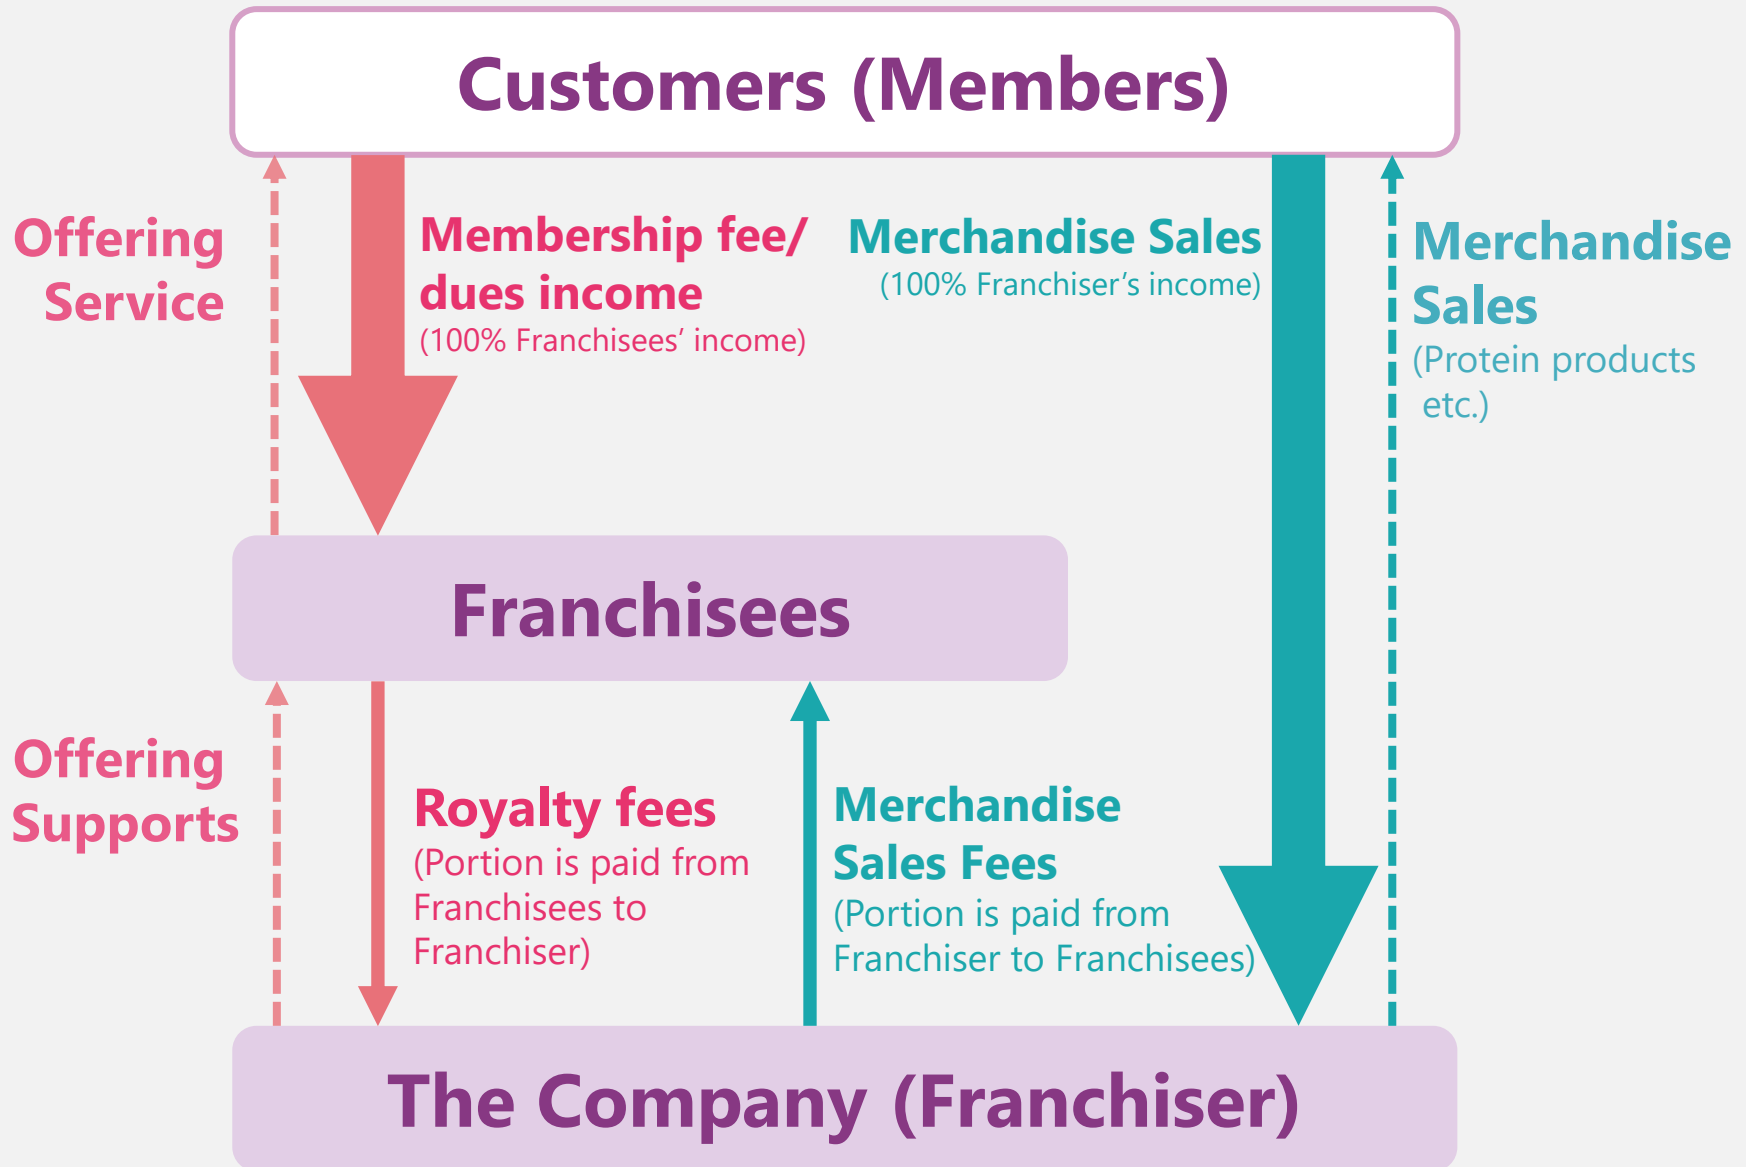 Customers (Members)
Offering
Service
Membership fee/
dues income
(100% Franchisees’ income)
Merchandise Sales
(100% Franchiser’s income)
Merchandise
Sales
(Protein products
etc.)
Franchisees
Offering
Supports
Royalty fees
(Portion is paid from
Franchisees to
Franchiser)
Merchandise
Sales Fees
(Portion is paid from
Franchiser to Franchisees)
The Company (Franchiser)